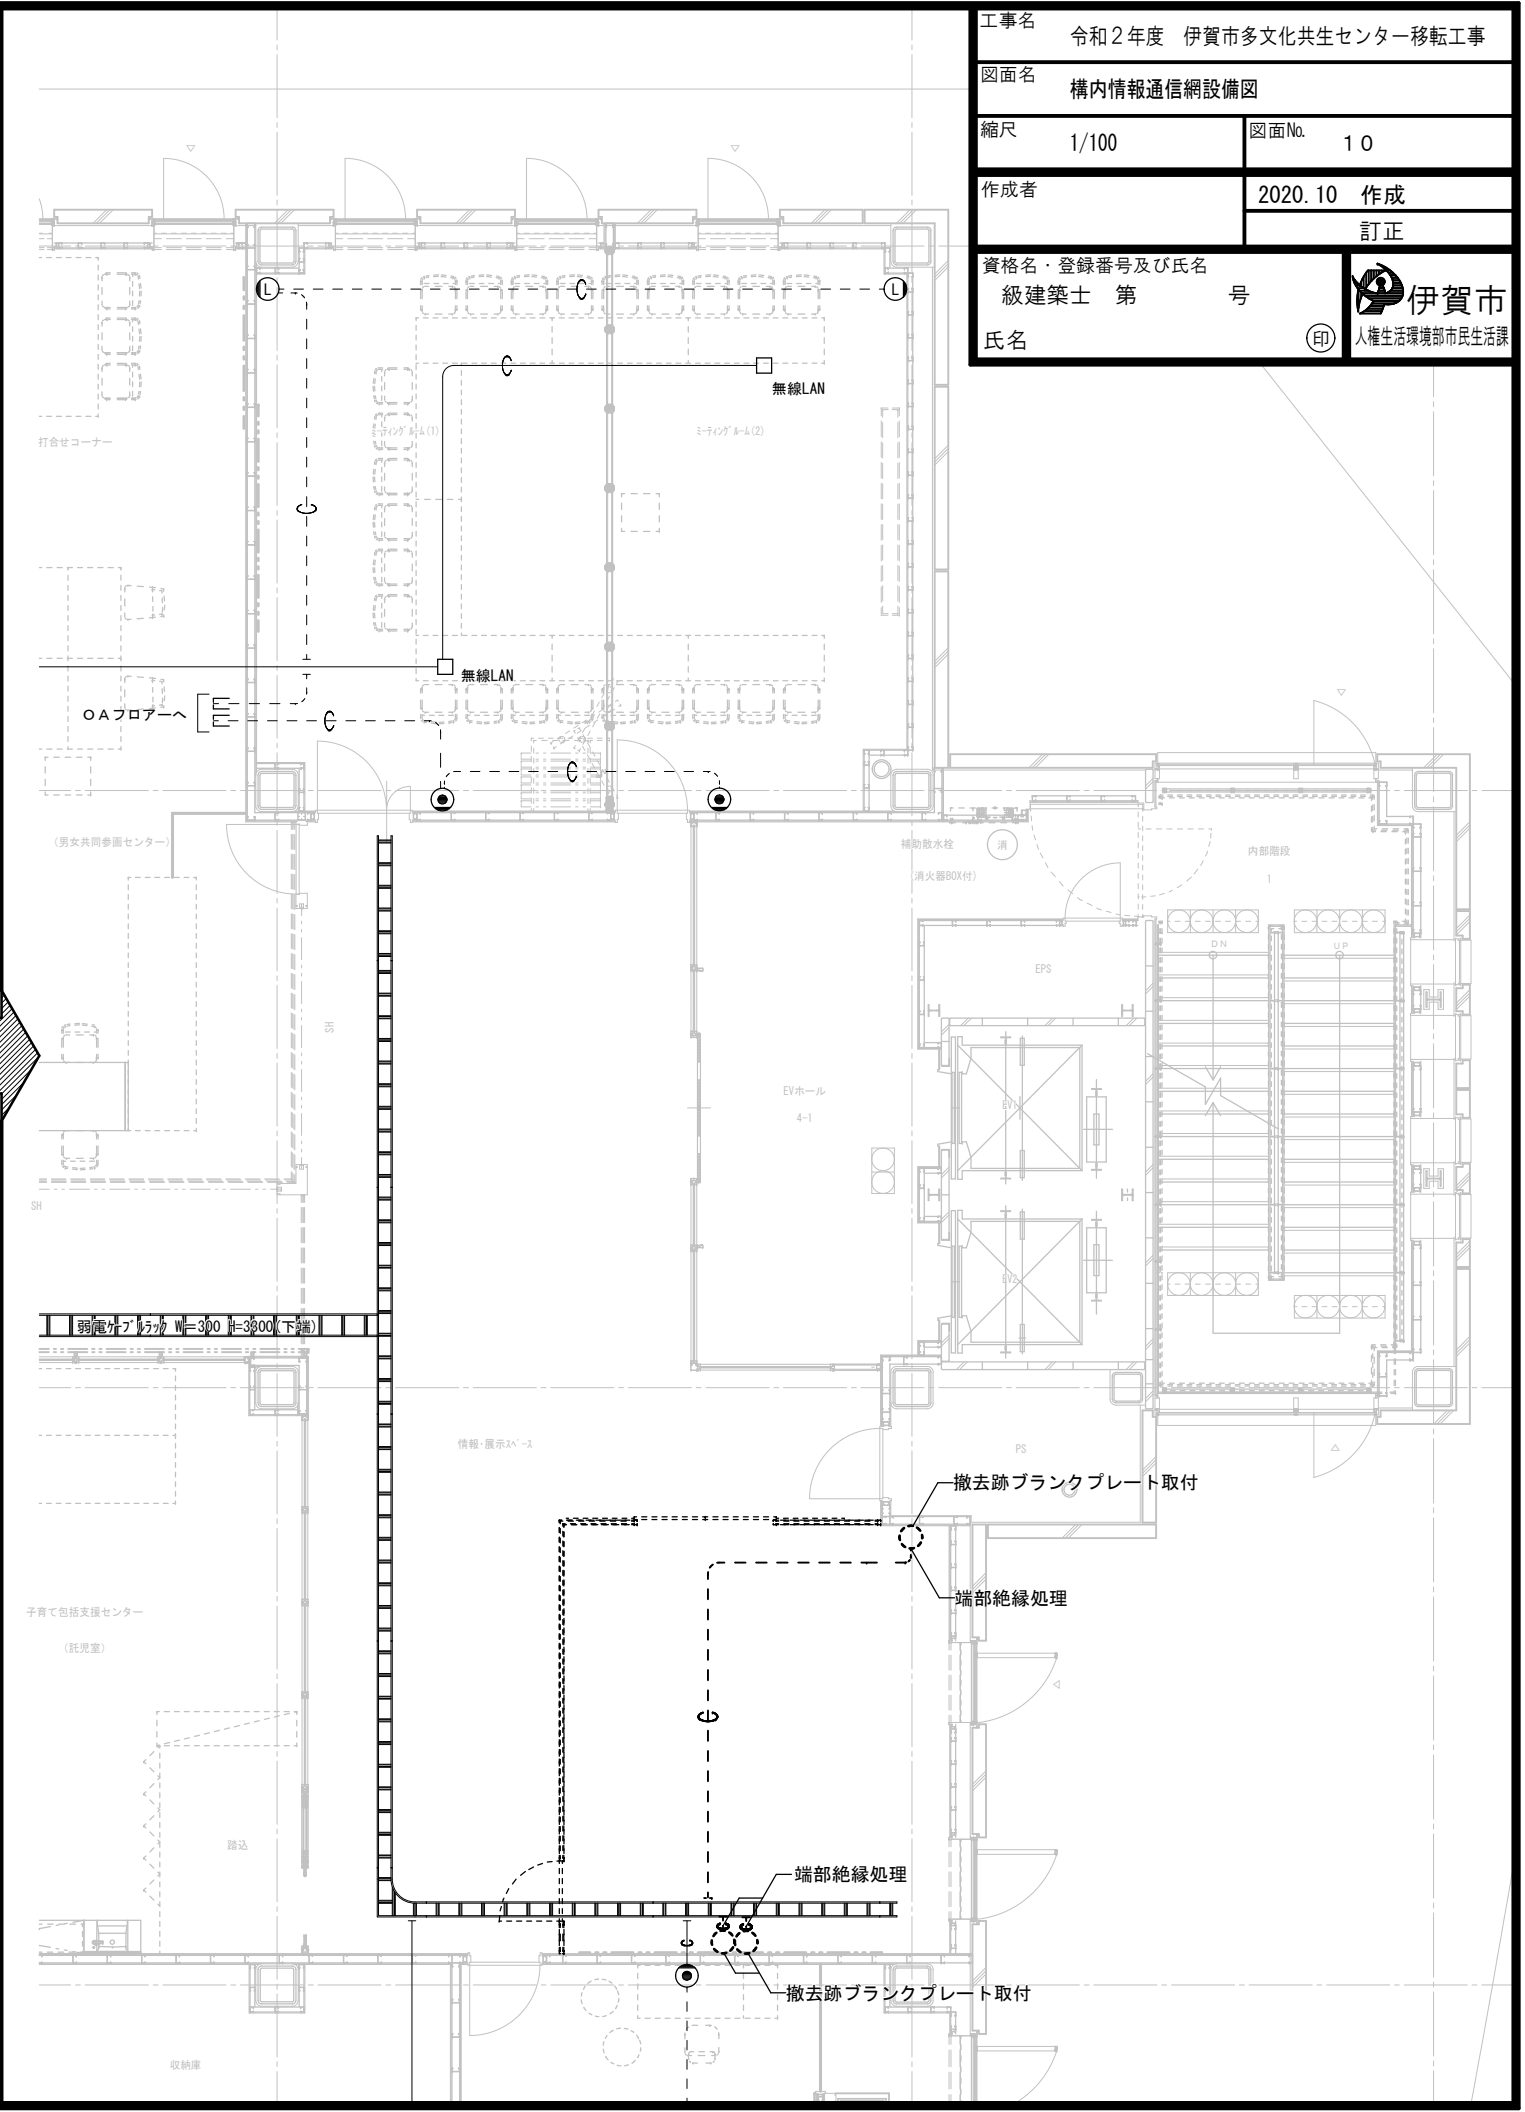 工事名
令和２年度　伊賀市多文化共生センター移転工事
図面名
構内情報通信網設備図
縮尺
1/100
図面No.
１０
作成者
2020.10　作成
訂正
資格名・登録番号及び氏名
級建築士　第　　　　号
氏名
印
伊賀市
人権生活環境部市民生活課
L
L
無線LAN
打合せコーナー
ミーティングルーム(1)
ミーティングルーム(2)
無線LAN
ＯＡフロアーへ
(男女共同参画センター)
補助散水栓
(消火器BOX付)
消
内部階段
1
DN
UP
EPS
SH
EVホール
4-1
EV1
SH
EV2
弱電ｹｰﾌﾞﾙﾗｯｸ W=300 H=3300(下端)
情報・展示ｽﾍﾟｰｽ
PS
撤去跡ブランクプレート取付
端部絶縁処理
子育て包括支援センター
(託児室)
踏込
端部絶縁処理
撤去跡ブランクプレート取付
収納庫